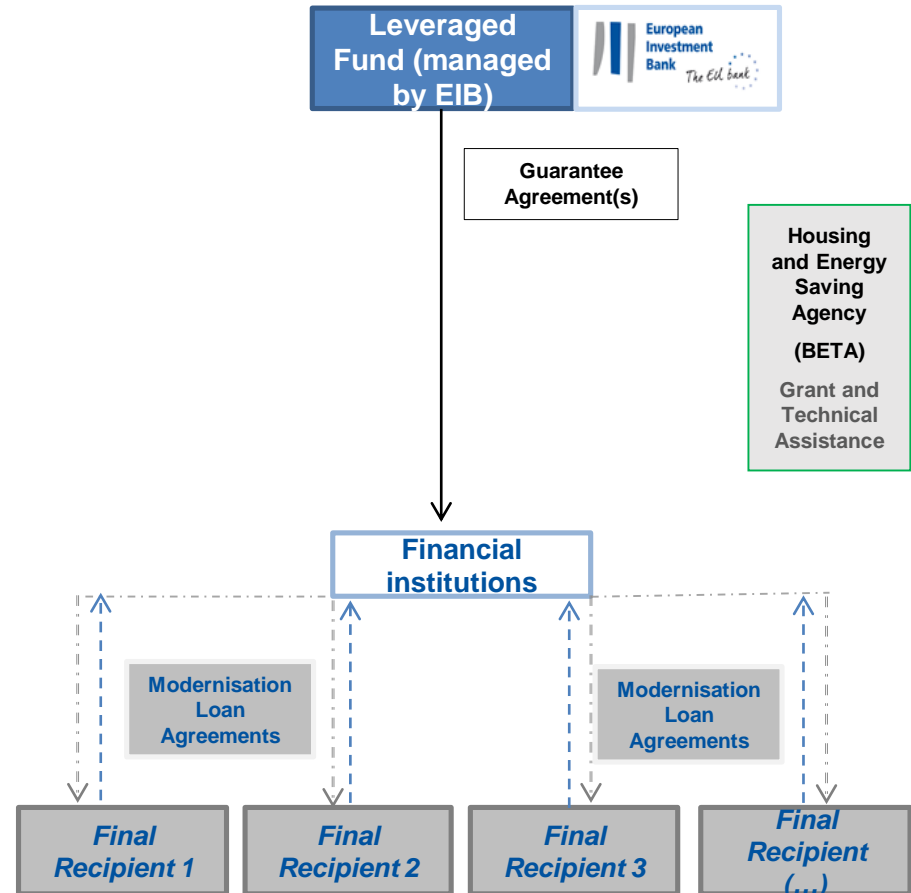 Leveraged
Fund (managed
by EIB)
European
Investment
Bank
The EU bank
Guarantee
Agreement(s)
Housing
and Energy
Saving
Agency
(BETA)
Grant and
Technical
Assistance
Financial
institutions
Modernisation
Loan
Agreements
Modernisation
Loan
Agreements
Final
Recipient 1
Final
Recipient 2
Final
Recipient 3
Final
Recipient
(...)